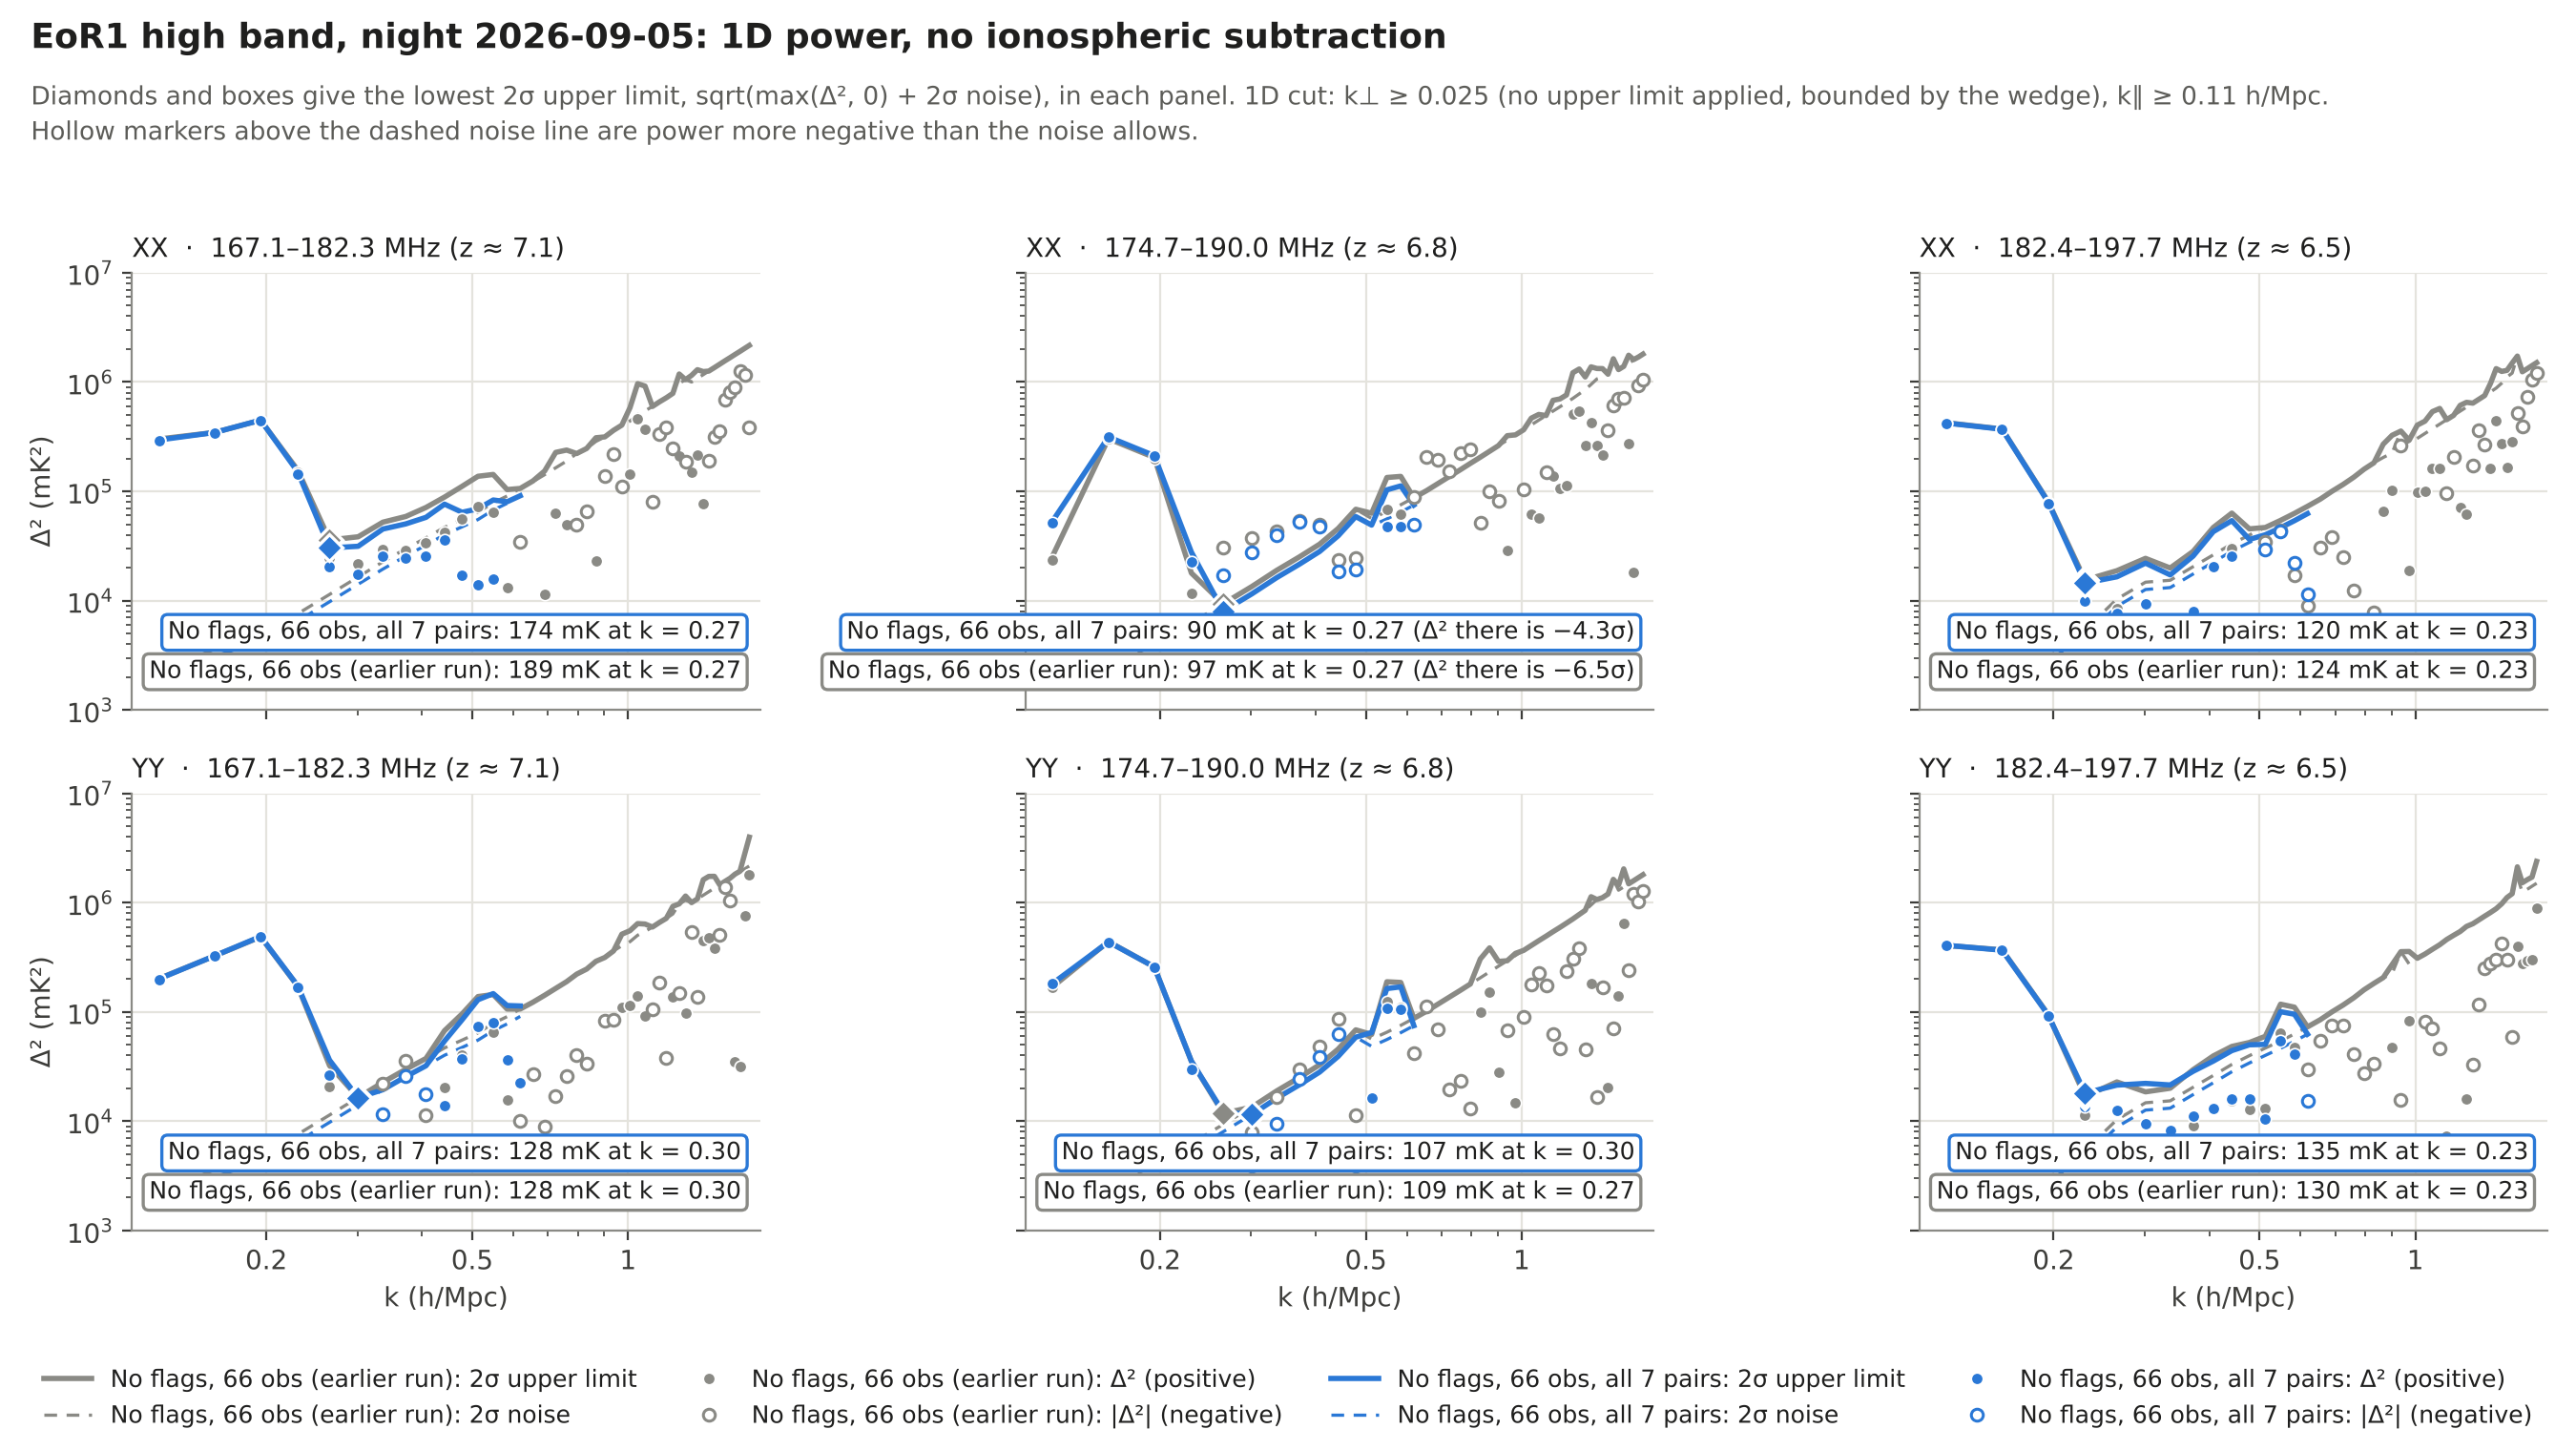 EoR1 high band, night 2026-09-05: 1D power, no ionospheric subtraction
Diamonds and boxes give the lowest 2σ upper limit, sqrt(max(Δ², 0) + 2σ noise), in each panel. 1D cut: k⊥ ≥ 0.025 (no upper limit applied, bounded by the wedge), k∥ ≥ 0.11 h/Mpc.
Hollow markers above the dashed noise line are power more negative than the noise allows.
XX · 167.1–182.3 MHz (z ≈ 7.1)
XX · 174.7–190.0 MHz (z ≈ 6.8)
XX · 182.4–197.7 MHz (z ≈ 6.5)
10⁷
10⁶
10⁵
10⁴
10³
Δ² (mK²)
No flags, 66 obs, all 7 pairs: 174 mK at k = 0.27
No flags, 66 obs (earlier run): 189 mK at k = 0.27
No flags, 66 obs, all 7 pairs: 90 mK at k = 0.27 (Δ² there is −4.3σ)
No flags, 66 obs (earlier run): 97 mK at k = 0.27 (Δ² there is −6.5σ)
No flags, 66 obs, all 7 pairs: 120 mK at k = 0.23
No flags, 66 obs (earlier run): 124 mK at k = 0.23
YY · 167.1–182.3 MHz (z ≈ 7.1)
YY · 174.7–190.0 MHz (z ≈ 6.8)
YY · 182.4–197.7 MHz (z ≈ 6.5)
10⁷
10⁶
10⁵
10⁴
10³
Δ² (mK²)
No flags, 66 obs, all 7 pairs: 128 mK at k = 0.30
No flags, 66 obs (earlier run): 128 mK at k = 0.30
No flags, 66 obs, all 7 pairs: 107 mK at k = 0.30
No flags, 66 obs (earlier run): 109 mK at k = 0.27
No flags, 66 obs, all 7 pairs: 135 mK at k = 0.23
No flags, 66 obs (earlier run): 130 mK at k = 0.23
0.2 0.5 1
0.2 0.5 1
0.2 0.5 1
k (h/Mpc)
k (h/Mpc)
k (h/Mpc)
No flags, 66 obs (earlier run): 2σ upper limit
No flags, 66 obs (earlier run): 2σ noise
No flags, 66 obs (earlier run): Δ² (positive)
No flags, 66 obs (earlier run): |Δ²| (negative)
No flags, 66 obs, all 7 pairs: 2σ upper limit
No flags, 66 obs, all 7 pairs: 2σ noise
No flags, 66 obs, all 7 pairs: Δ² (positive)
No flags, 66 obs, all 7 pairs: |Δ²| (negative)